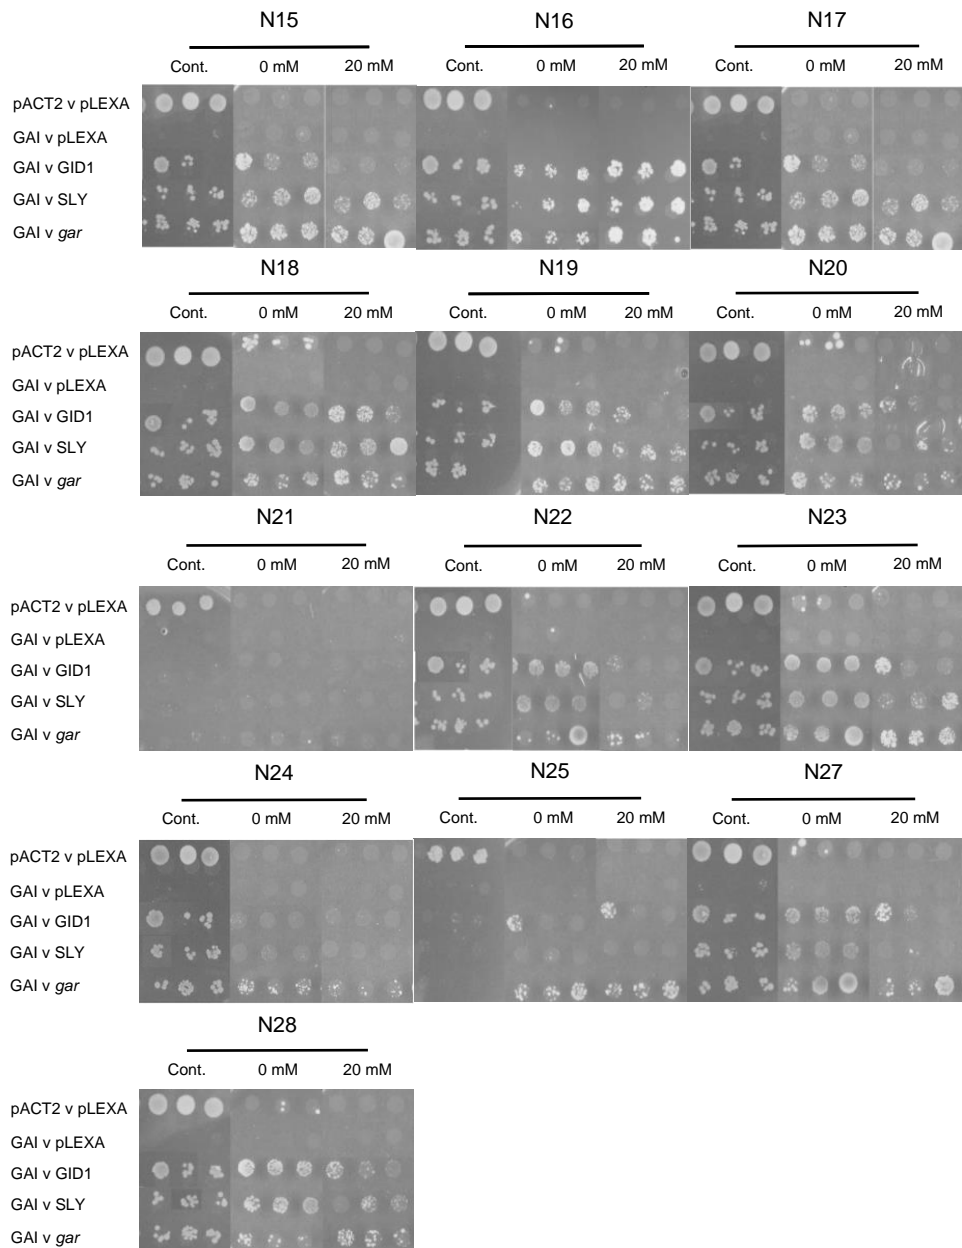 N15 N16 N17
Cont. 0 mM 20 mM Cont. 0 mM 20 mM Cont. 0 mM 20 mM
pACT2 v pLEXA
GAI v pLEXA
GAI v GID1
GAI v SLY
GAI v gar
N18 N19 N20
Cont. 0 mM 20 mM Cont. 0 mM 20 mM Cont. 0 mM 20 mM
pACT2 v pLEXA
GAI v pLEXA
GAI v GID1
GAI v SLY
GAI v gar
N21 N22 N23
Cont. 0 mM 20 mM Cont. 0 mM 20 mM Cont. 0 mM 20 mM
pACT2 v pLEXA
GAI v pLEXA
GAI v GID1
GAI v SLY
GAI v gar
N24 N25 N27
Cont. 0 mM 20 mM Cont. 0 mM 20 mM Cont. 0 mM 20 mM
pACT2 v pLEXA
GAI v pLEXA
GAI v GID1
GAI v SLY
GAI v gar
N28
Cont. 0 mM 20 mM
pACT2 v pLEXA
GAI v pLEXA
GAI v GID1
GAI v SLY
GAI v gar